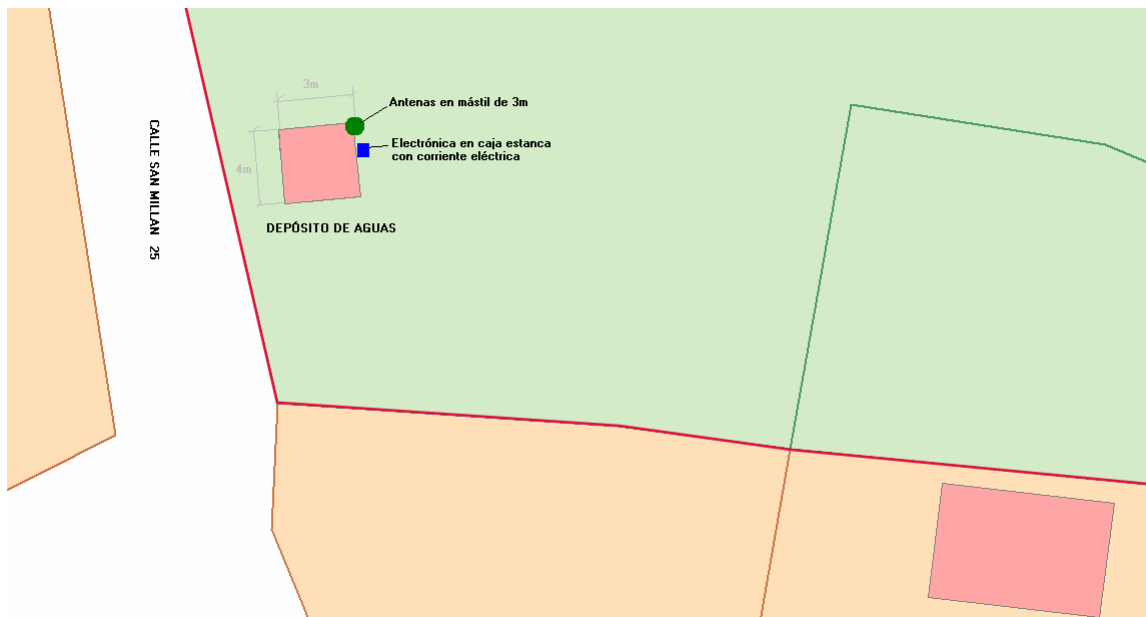 3m
Antenas en mástil de 3m
Electrónica en caja estanca
con corriente eléctrica
4m
DEPÓSITO DE AGUAS
CALLE SAN MILLAN 25